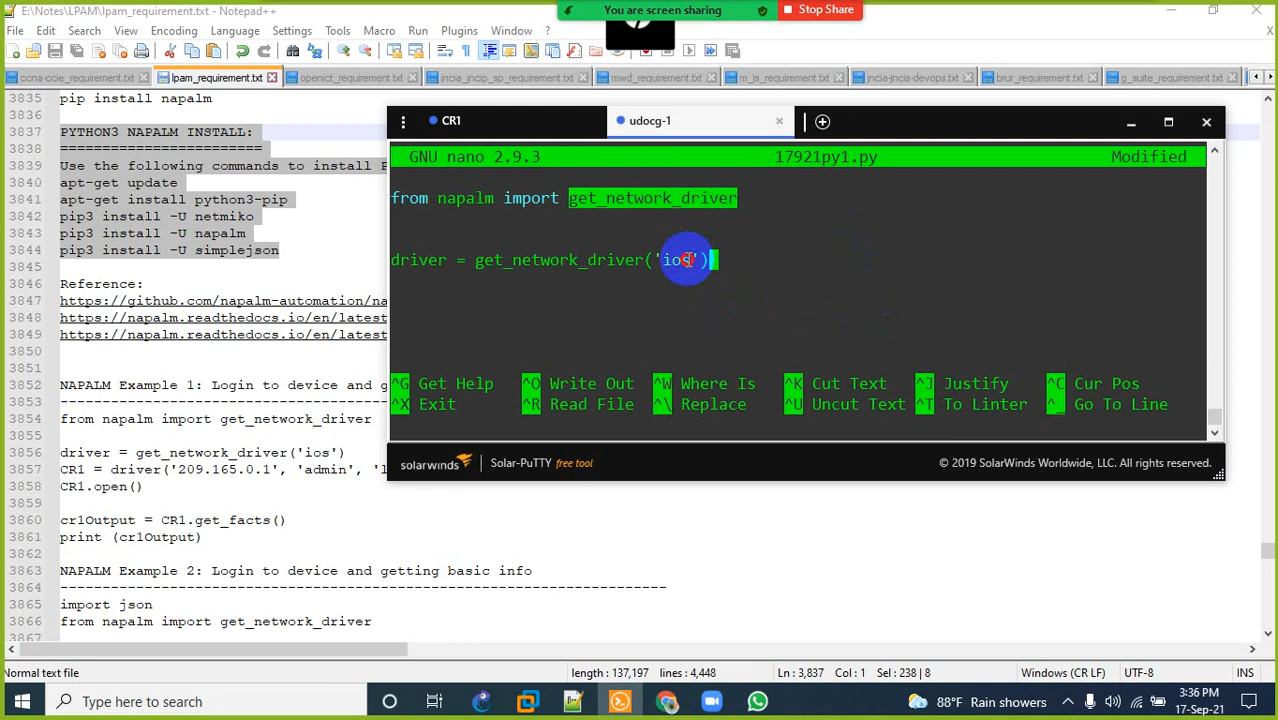 E:\Notes\LPAM\lpam_requirement.txt - Notepad++
You are screen sharing
Stop Share
File Edit Search View Encoding Language Settings Tools Macro Run Plugins Window ?
ccna-ccie_requirement.txt lpam_requirement.txt openict_requirement.txt jncia_jncip_sp_requirement.txt mwd_requirement.txt m_js_requirement.txt jncia-jncis-devops.txt brur_requirement.txt g_suite_requirement.txt
3835 pip install napalm
3836
3837 PYTHON3 NAPALM INSTALL:
3838 ========================
3839 Use the following commands to install P
3840 apt-get update
3841 apt-get install python3-pip
3842 pip3 install -U netmiko
3843 pip3 install -U napalm
3844 pip3 install -U simplejson
3845
3846 Reference:
3847 https://github.com/napalm-automation/na
3848 https://napalm.readthedocs.io/en/latest
3849 https://napalm.readthedocs.io/en/latest
3850
3851
3852 NAPALM Example 1: Login to device and g
3853
3854 from napalm import get_network_driver
3855
3856 driver = get_network_driver('ios')
3857 CR1 = driver('209.165.0.1', 'admin', 'l
3858 CR1.open()
3859
3860 cr1Output = CR1.get_facts()
3861 print (cr1Output)
3862
3863 NAPALM Example 2: Login to device and getting basic info
3864 -----------------------------------------------------------------
3865 import json
3866 from napalm import get_network_driver
3867
CR1 udocg-1
GNU nano 2.9.3 17921py1.py Modified
from napalm import get_network_driver
driver = get_network_driver('ios')
^G Get Help ^O Write Out ^W Where Is ^K Cut Text ^J Justify ^C Cur Pos
^X Exit ^R Read File ^\ Replace ^U Uncut Text ^T To Linter ^_ Go To Line
solarwinds Solar-PuTTY free tool © 2019 SolarWinds Worldwide, LLC. All rights reserved.
Normal text file length : 137,197 lines : 4,448 Ln : 3,837 Col : 1 Sel : 238 | 8 Windows (CR LF) UTF-8 INS
Type here to search 88°F Rain showers 3:36 PM
17-Sep-21